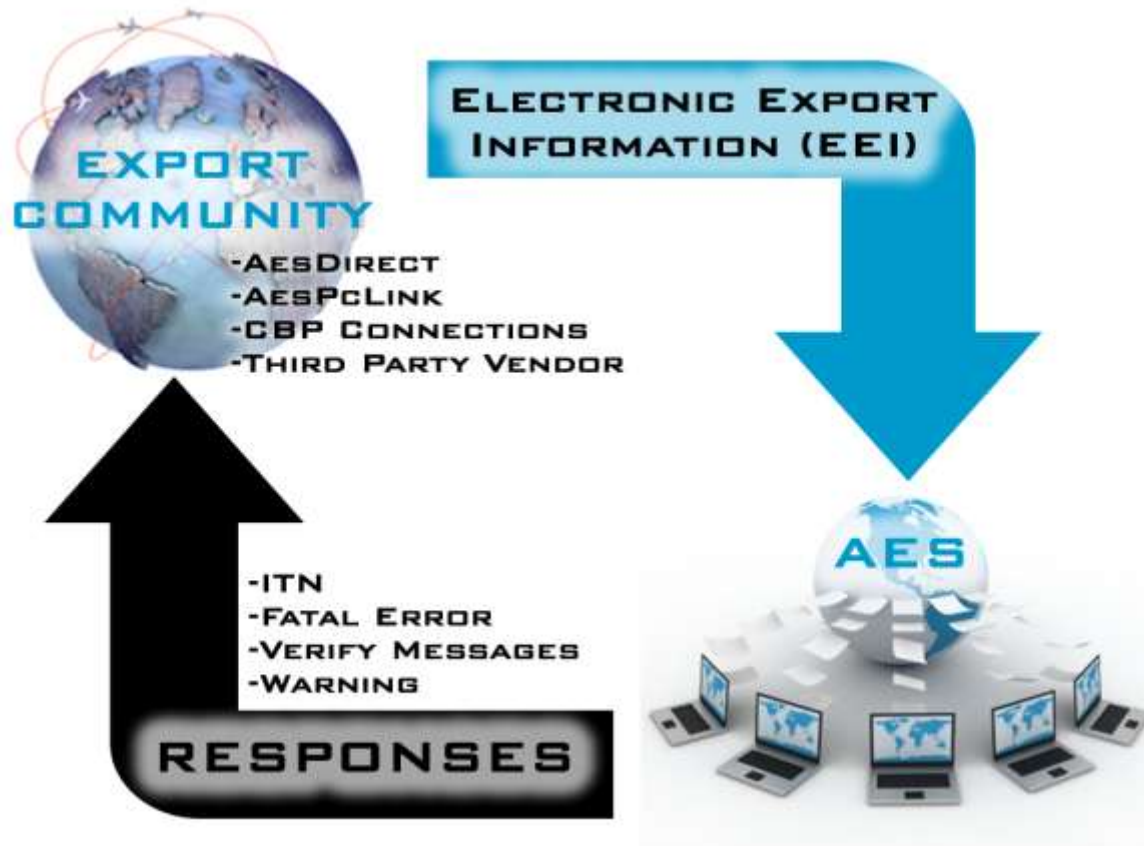 EXPORT
COMMUNITY
-AESDIRECT
-AESPCLINK
-CBP CONNECTIONS
-THIRD PARTY VENDOR
ELECTRONIC EXPORT
INFORMATION (EEI)
AES
-ITN
-FATAL ERROR
-VERIFY MESSAGES
-WARNING
RESPONSES